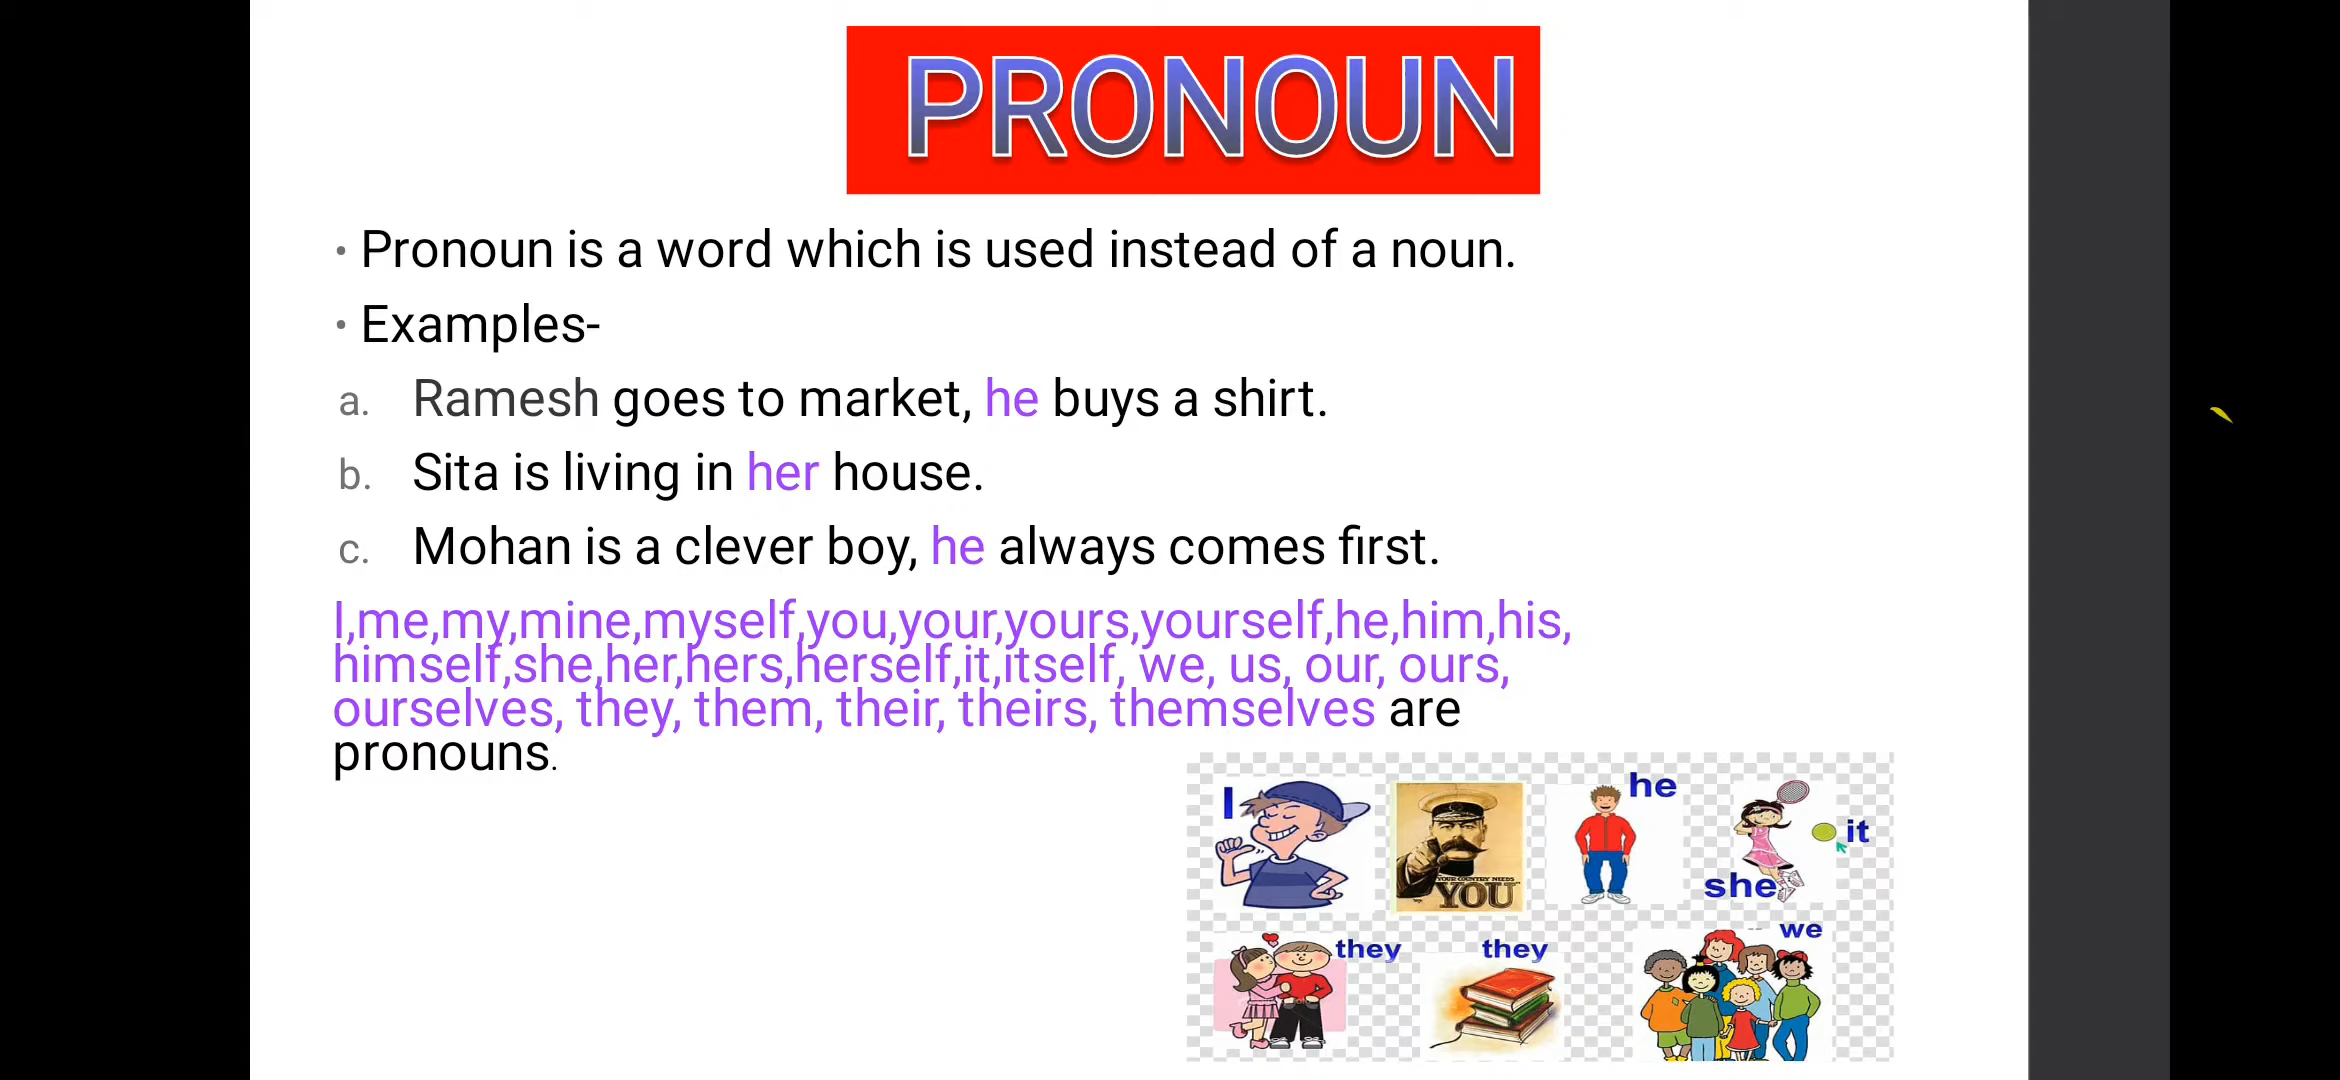 PRONOUN
• Pronoun is a word which is used instead of a noun.
• Examples-
a. Ramesh goes to market, he buys a shirt.
b. Sita is living in her house.
c. Mohan is a clever boy, he always comes first.
I,me,my,mine,myself,you,your,yours,yourself,he,him,his,
himself,she,her,hers,herself,it,itself, we, us, our, ours,
ourselves, they, them, their, theirs, themselves are
pronouns.
I
YOUR COUNTRY NEEDS
YOU
he
she
it
they
they
we